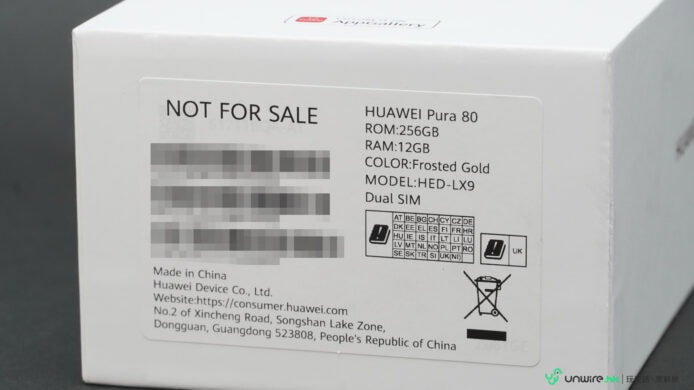 AppGallery
NOT FOR SALE
HUAWEI Pura 80
ROM:256GB
RAM:12GB
COLOR:Frosted Gold
MODEL:HED-LX9
Dual SIM
AT BE BG CH CY CZ DE
DK EE EL ES FI FR HR
HU IE IS IT LT LI LU
LV MT NL NO PL PT RO
SE SK TR SI UK(NI)
UK
Made in China
Huawei Device Co., Ltd.
Website:https://consumer.huawei.com
No.2 of Xincheng Road, Songshan Lake Zone,
Dongguan, Guangdong 523808, People's Republic of China
unwire.hk